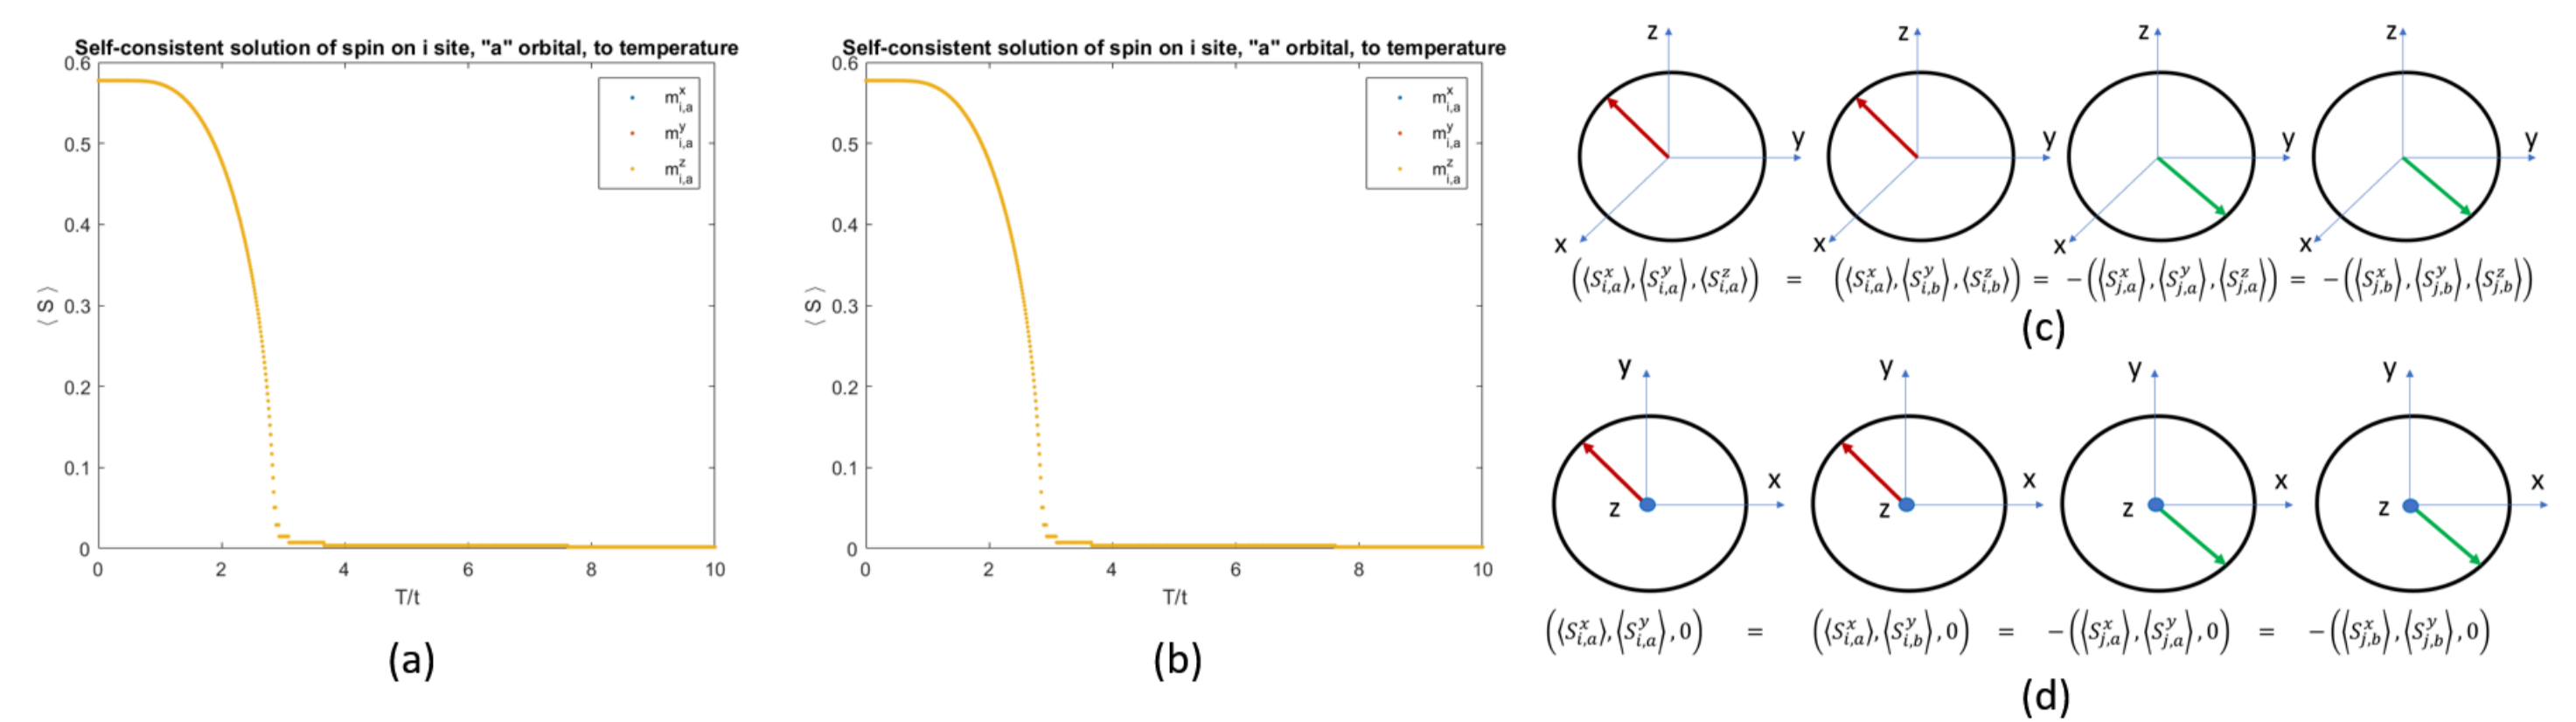 Self-consistent solution of spin on i site, "a" orbital, to temperature
0.6
0.5
0.4
0.3
0.2
0.1
0
⟨ S ⟩
0 2 4 6 8 10
T/t
m^x_{i,a}
m^y_{i,a}
m^z_{i,a}
(a)
Self-consistent solution of spin on i site, "a" orbital, to temperature
0.6
0.5
0.4
0.3
0.2
0.1
0
⟨ S ⟩
0 2 4 6 8 10
T/t
m^x_{i,a}
m^y_{i,a}
m^z_{i,a}
(b)
z z z z
y y y y
x x x x
(⟨S^x_{i,a}⟩, ⟨S^y_{i,a}⟩, ⟨S^z_{i,a}⟩) = (⟨S^x_{i,a}⟩, ⟨S^y_{i,b}⟩, ⟨S^z_{i,b}⟩) = −(⟨S^x_{j,a}⟩, ⟨S^y_{j,a}⟩, ⟨S^z_{j,a}⟩) = −(⟨S^x_{j,b}⟩, ⟨S^y_{j,b}⟩, ⟨S^z_{j,b}⟩)
(c)
y y y y
x x x x
z z z z
(⟨S^x_{i,a}⟩, ⟨S^y_{i,a}⟩, 0) = (⟨S^x_{i,a}⟩, ⟨S^y_{i,b}⟩, 0) = −(⟨S^x_{j,a}⟩, ⟨S^y_{j,a}⟩, 0) = −(⟨S^x_{j,b}⟩, ⟨S^y_{j,b}⟩, 0)
(d)